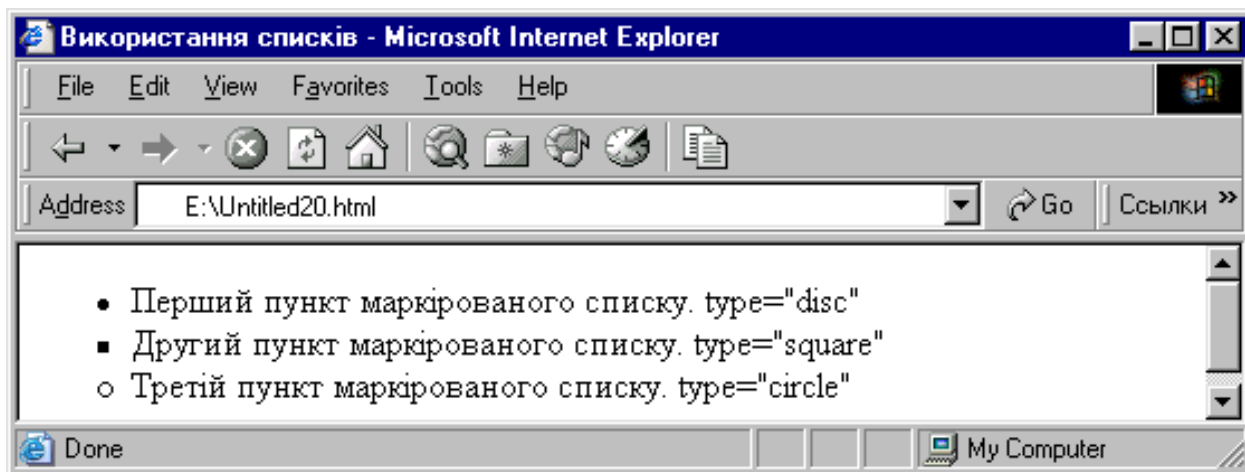 Використання списків - Microsoft Internet Explorer
File Edit View Favorites Tools Help
Address E:\Untitled20.html Go Ссылки »
Перший пункт маркірованого списку. type="disc"
Другий пункт маркірованого списку. type="square"
Третій пункт маркірованого списку. type="circle"
Done My Computer